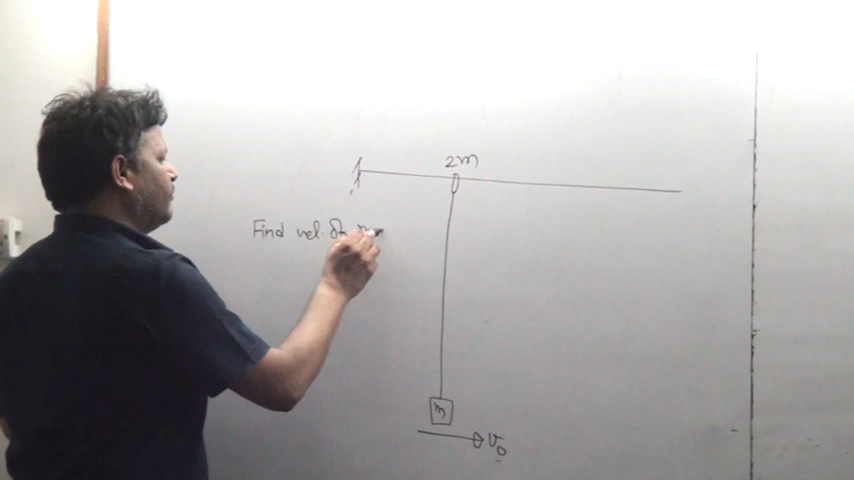 2m
Find vel. of
m
v₀